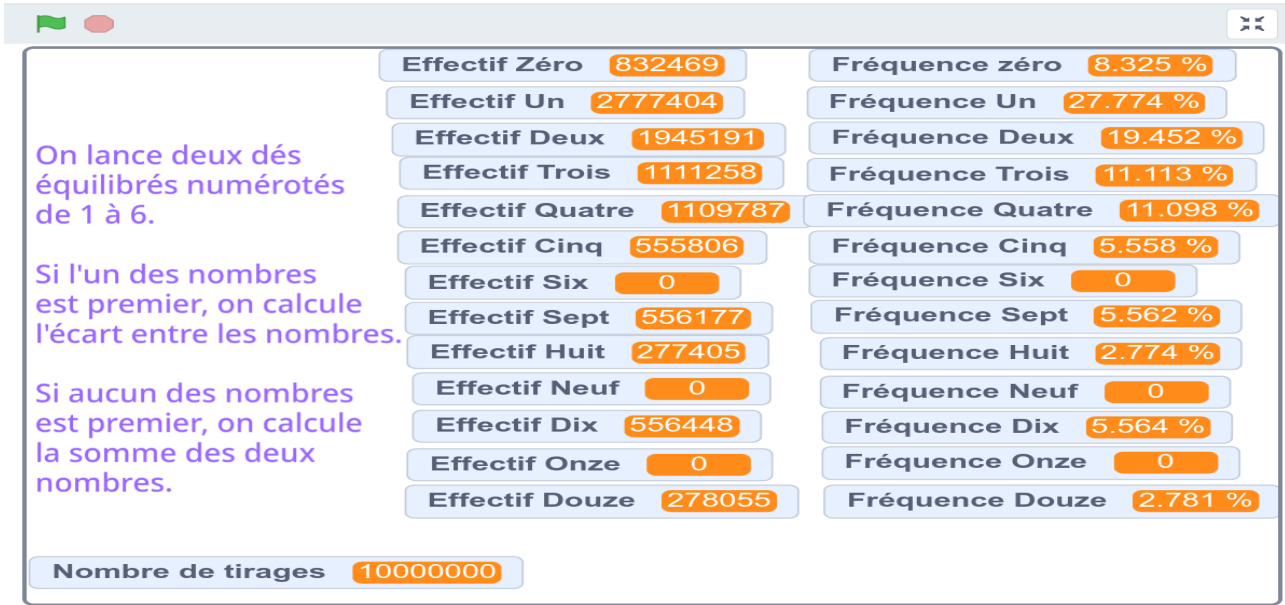 On lance deux dés
équilibrés numérotés
de 1 à 6.
Si l'un des nombres
est premier, on calcule
l'écart entre les nombres.
Si aucun des nombres
est premier, on calcule
la somme des deux
nombres.
Effectif Zéro 832469
Effectif Un 2777404
Effectif Deux 1945191
Effectif Trois 1111258
Effectif Quatre 1109787
Effectif Cinq 555806
Effectif Six 0
Effectif Sept 556177
Effectif Huit 277405
Effectif Neuf 0
Effectif Dix 556448
Effectif Onze 0
Effectif Douze 278055
Fréquence zéro 8.325 %
Fréquence Un 27.774 %
Fréquence Deux 19.452 %
Fréquence Trois 11.113 %
Fréquence Quatre 11.098 %
Fréquence Cinq 5.558 %
Fréquence Six 0
Fréquence Sept 5.562 %
Fréquence Huit 2.774 %
Fréquence Neuf 0
Fréquence Dix 5.564 %
Fréquence Onze 0
Fréquence Douze 2.781 %
Nombre de tirages 10000000